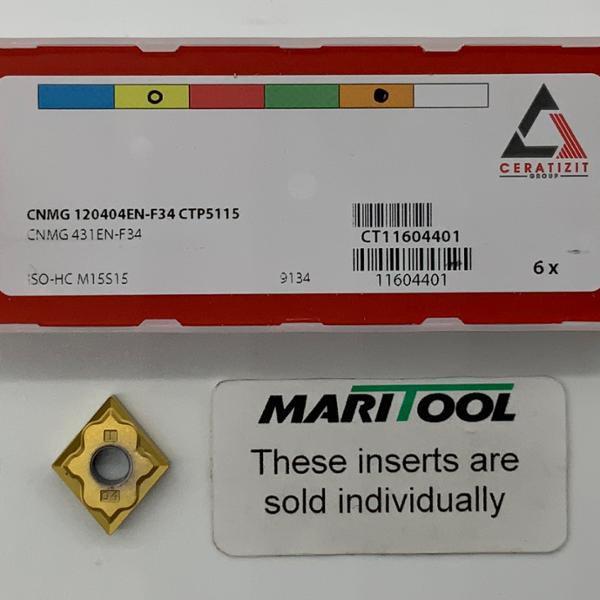 CERATIZIT
GROUP
CNMG 120404EN-F34 CTP5115
CNMG 431EN-F34
CT11604401
ISO-HC M15S15
9134
11604401
6 x
MARITOOL
These inserts are
sold individually